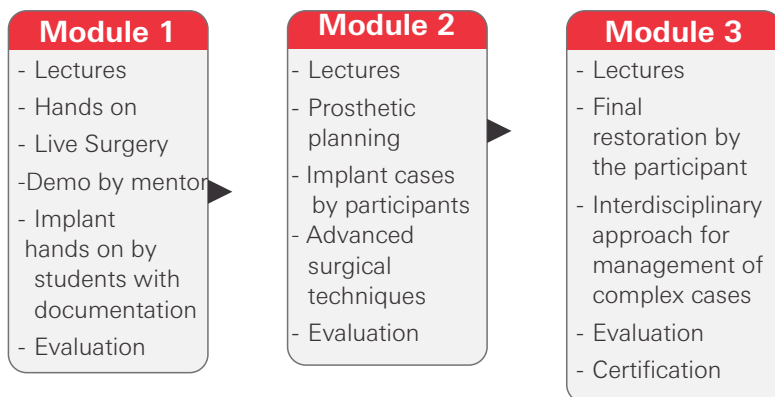 Module 1
- Lectures
- Hands on
- Live Surgery
-Demo by mentor
- Implant
hands on by
students with
documentation
- Evaluation
Module 2
- Lectures
- Prosthetic
planning
- Implant cases
by participants
- Advanced
surgical
techniques
- Evaluation
Module 3
- Lectures
- Final
restoration by
the participant
- Interdisciplinary
approach for
management of
complex cases
- Evaluation
- Certification